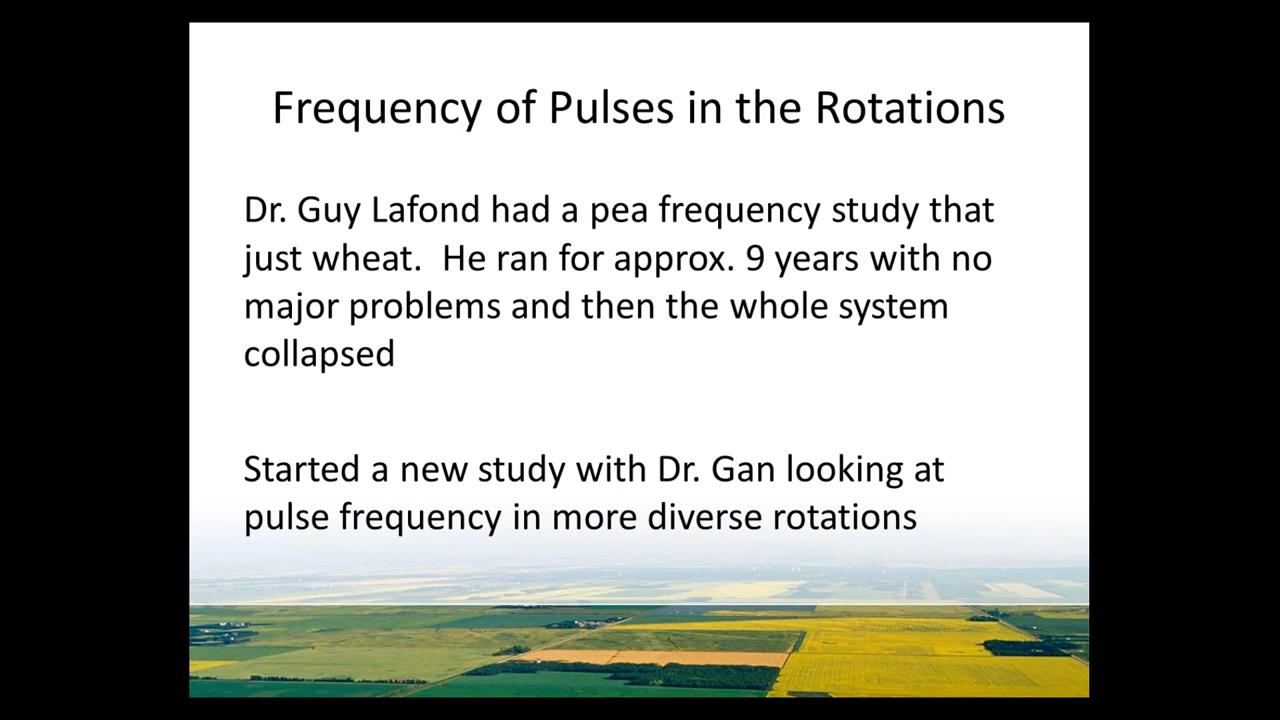 Frequency of Pulses in the Rotations
Dr. Guy Lafond had a pea frequency study that
just wheat.  He ran for approx. 9 years with no
major problems and then the whole system
collapsed
Started a new study with Dr. Gan looking at
pulse frequency in more diverse rotations